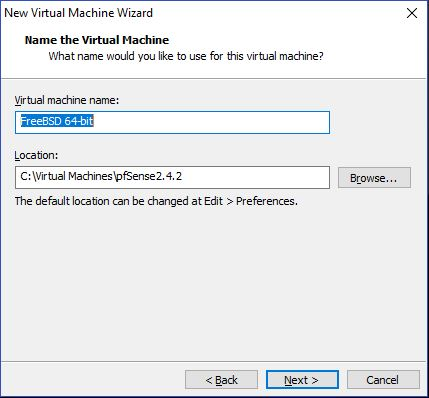 New Virtual Machine Wizard
Name the Virtual Machine
What name would you like to use for this virtual machine?
Virtual machine name:
FreeBSD 64-bit
Location:
C:\Virtual Machines\pfSense2.4.2
Browse...
The default location can be changed at Edit > Preferences.
< Back
Next >
Cancel